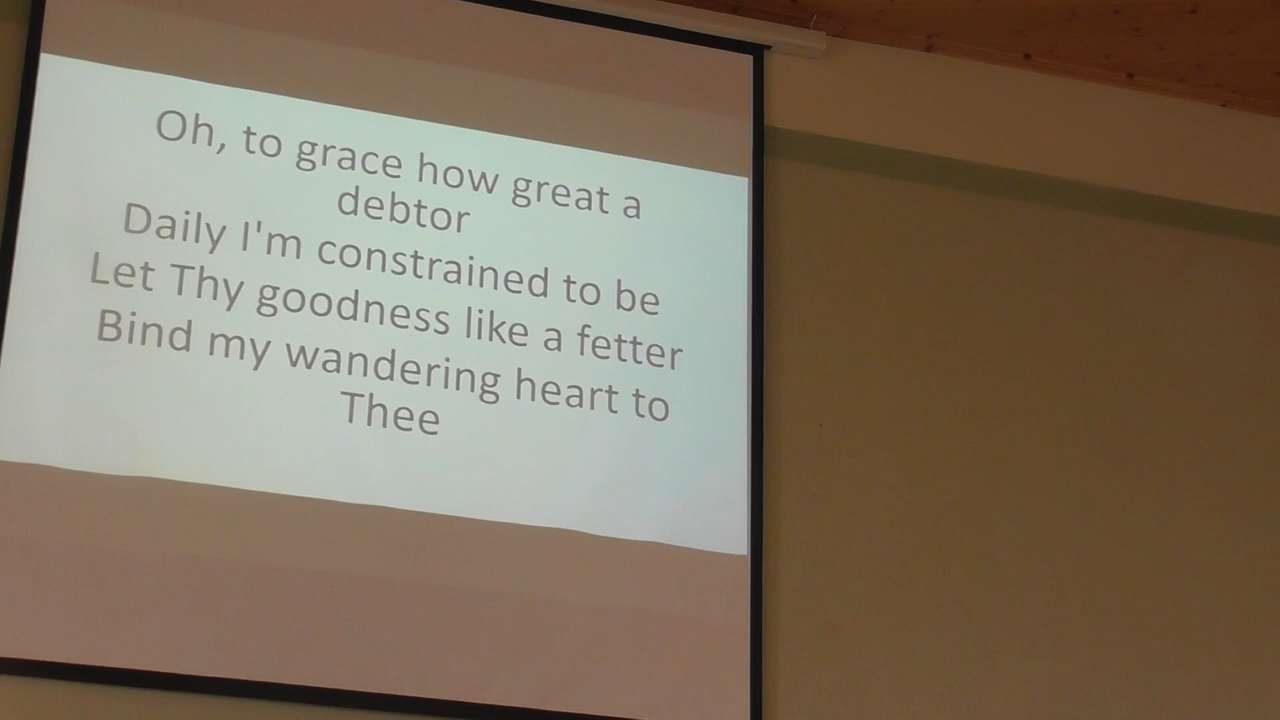 Oh, to grace how great a
debtor
Daily I'm constrained to be
Let Thy goodness like a fetter
Bind my wandering heart to
Thee